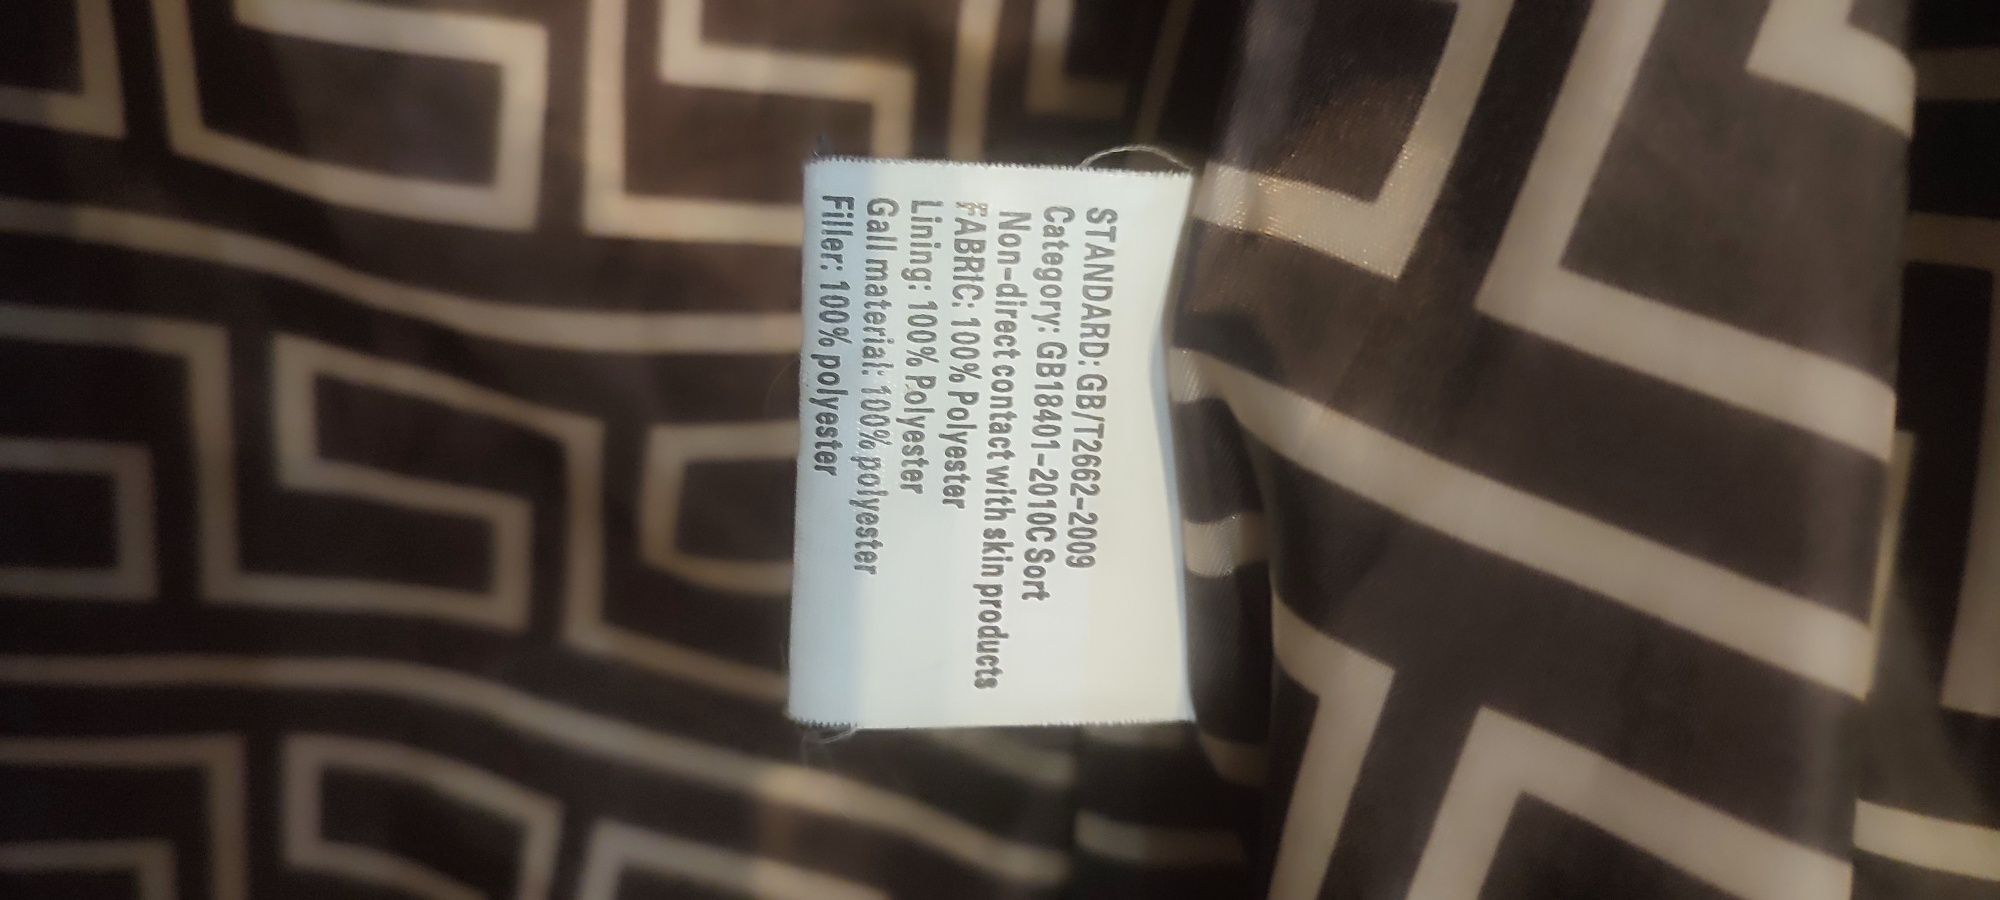 STANDARD: GB/T2662-2009
Category: GB18401-2010C Sort
Non-direct contact with skin products
FABRIC: 100% Polyester
Lining: 100% Polyester
Gall material: 100% polyester
Filler: 100% polyester